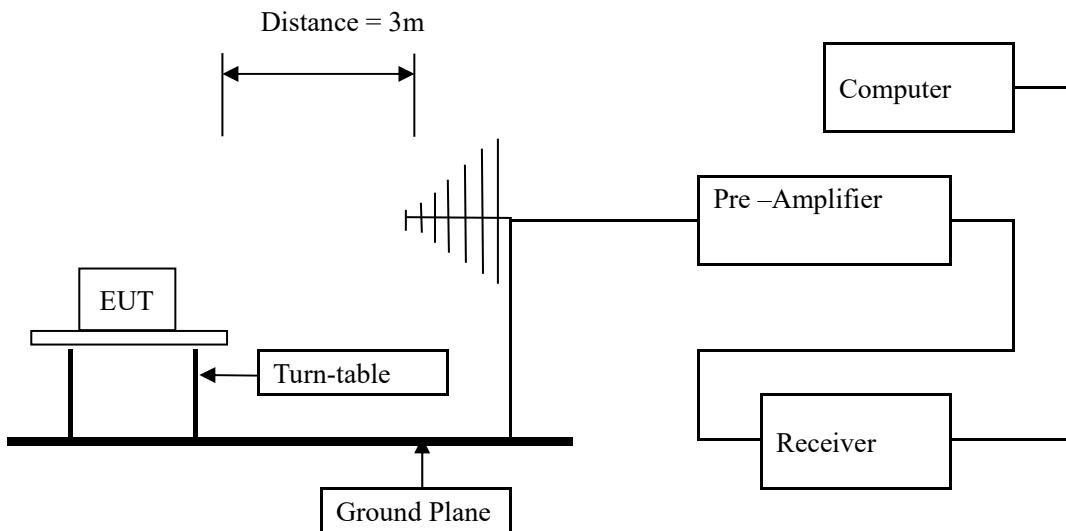 Distance = 3m
Computer
Pre –Amplifier
EUT
Turn-table
Receiver
Ground Plane